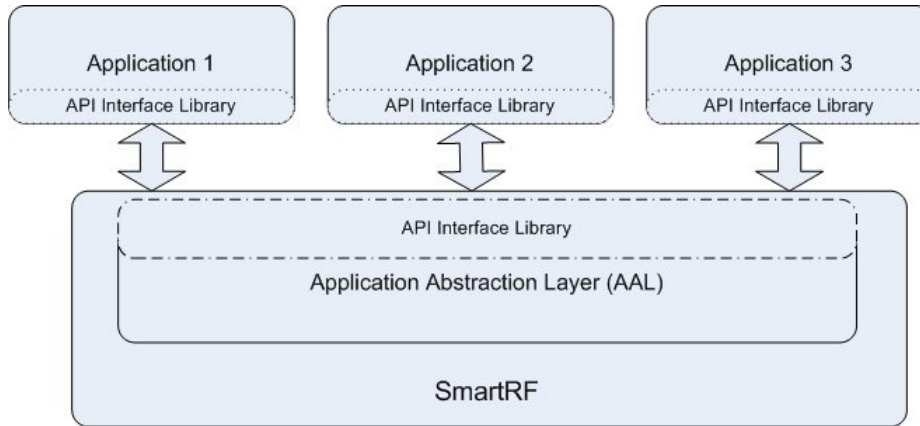 Application 1
Application 2
Application 3
API Interface Library
API Interface Library
API Interface Library
API Interface Library
Application Abstraction Layer (AAL)
SmartRF